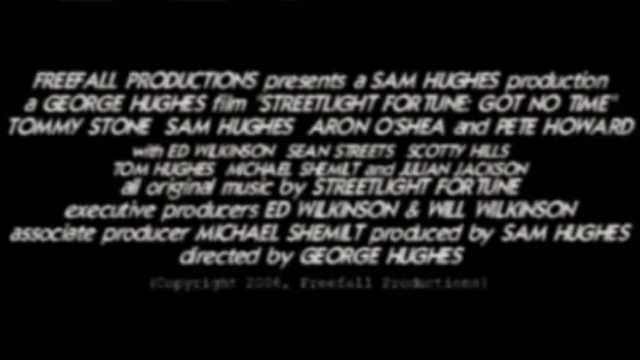 FREEFALL PRODUCTIONS presents a SAM HUGHES production
a GEORGE HUGHES film "STREETLIGHT FORTUNE: GOT NO TIME"
TOMMY STONE SAM HUGHES ARON O'SHEA and PETE HOWARD
with ED WILKINSON SEAN STREETS SCOTTY HILLS
TOM HUGHES MICHAEL SHEMILT and JULIAN JACKSON
all original music by STREETLIGHT FORTUNE
executive producers ED WILKINSON & WILL WILKINSON
associate producer MICHAEL SHEMILT produced by SAM HUGHES
directed by GEORGE HUGHES
(Copyright 2006, Freefall Productions)